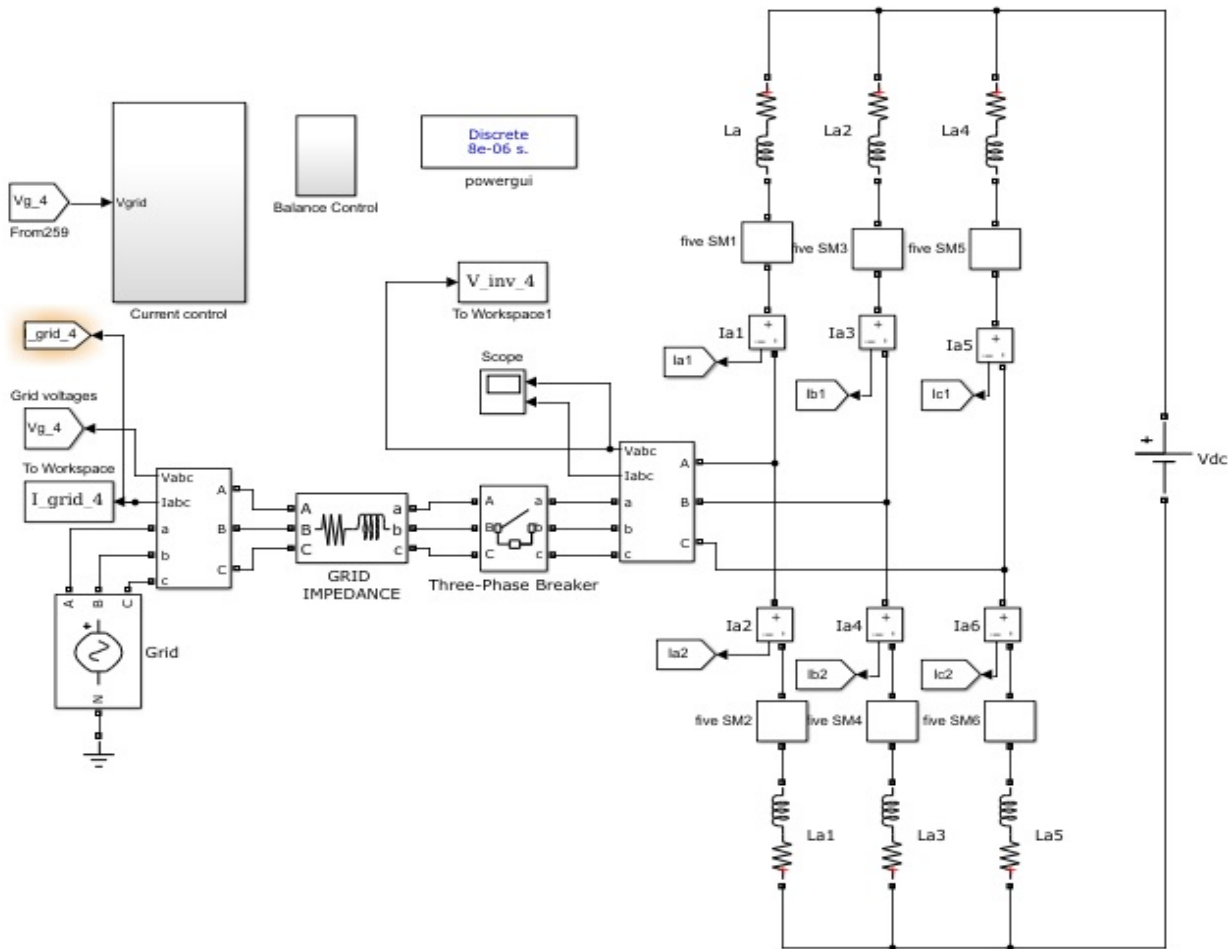 La
La2
La4
Discrete
8e-06 s.
powergui
Vg_4
From259
Vgrid
Current control
Balance Control
five SM1
five SM3
five SM5
V_inv_4
To Workspace1
_grid_4
Scope
Ia1
Ia3
Ia5
Ia1
Ib1
Ic1
Grid voltages
Vg_4
To Workspace
I_grid_4
Vabc
Iabc
a
b
c
A
B
C
A
B
C
a
b
c
GRID
IMPEDANCE
A
B
C
a
b
c
Three-Phase Breaker
Vabc
Iabc
a
b
c
A
B
C
Vdc
A
B
C
N
Grid
Ia2
Ia4
Ia6
Ia2
Ib2
Ic2
five SM2
five SM4
five SM6
La1
La3
La5